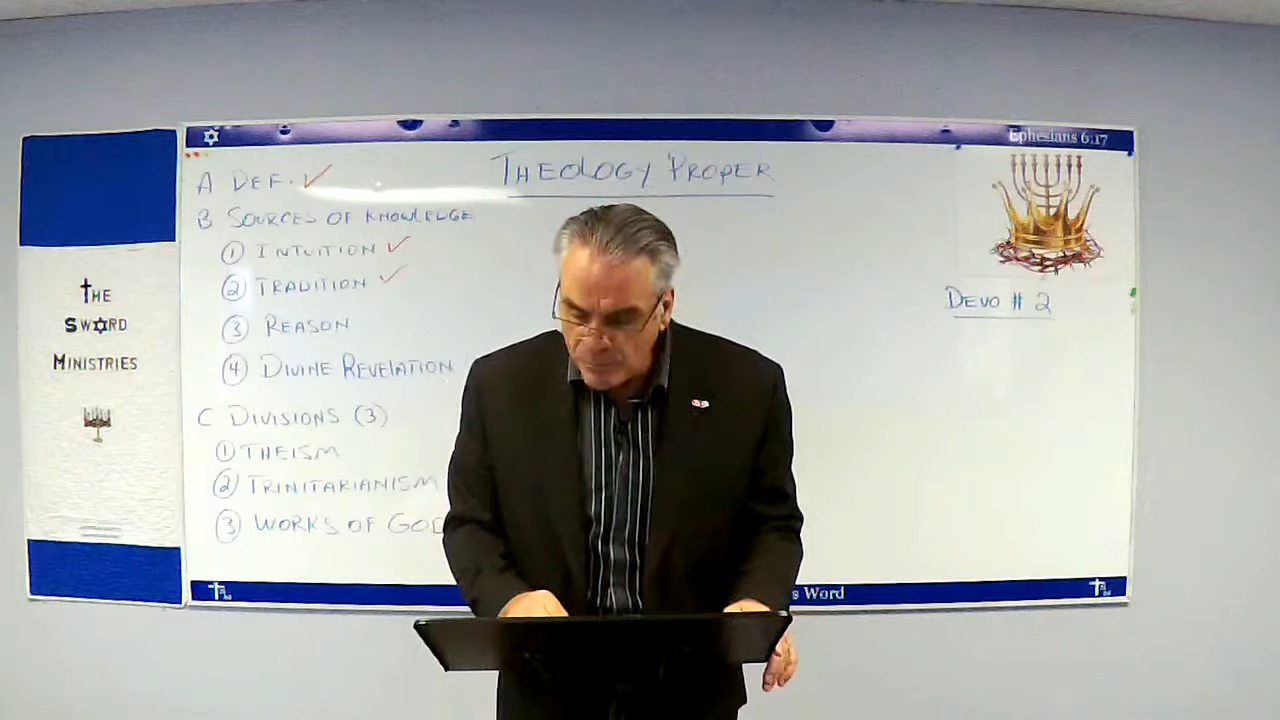 Ephesians 6:17
THEOLOGY PROPER
A DEF. ✓
B SOURCES OF KNOWLEDGE
① INTUITION ✓
② TRADITION ✓
③ REASON
④ DIVINE REVELATION
C DIVISIONS (3)
① THEISM
② TRINITARIANISM
③ WORKS OF GOD
DEVO # 2
THE
SWORD
MINISTRIES
Word